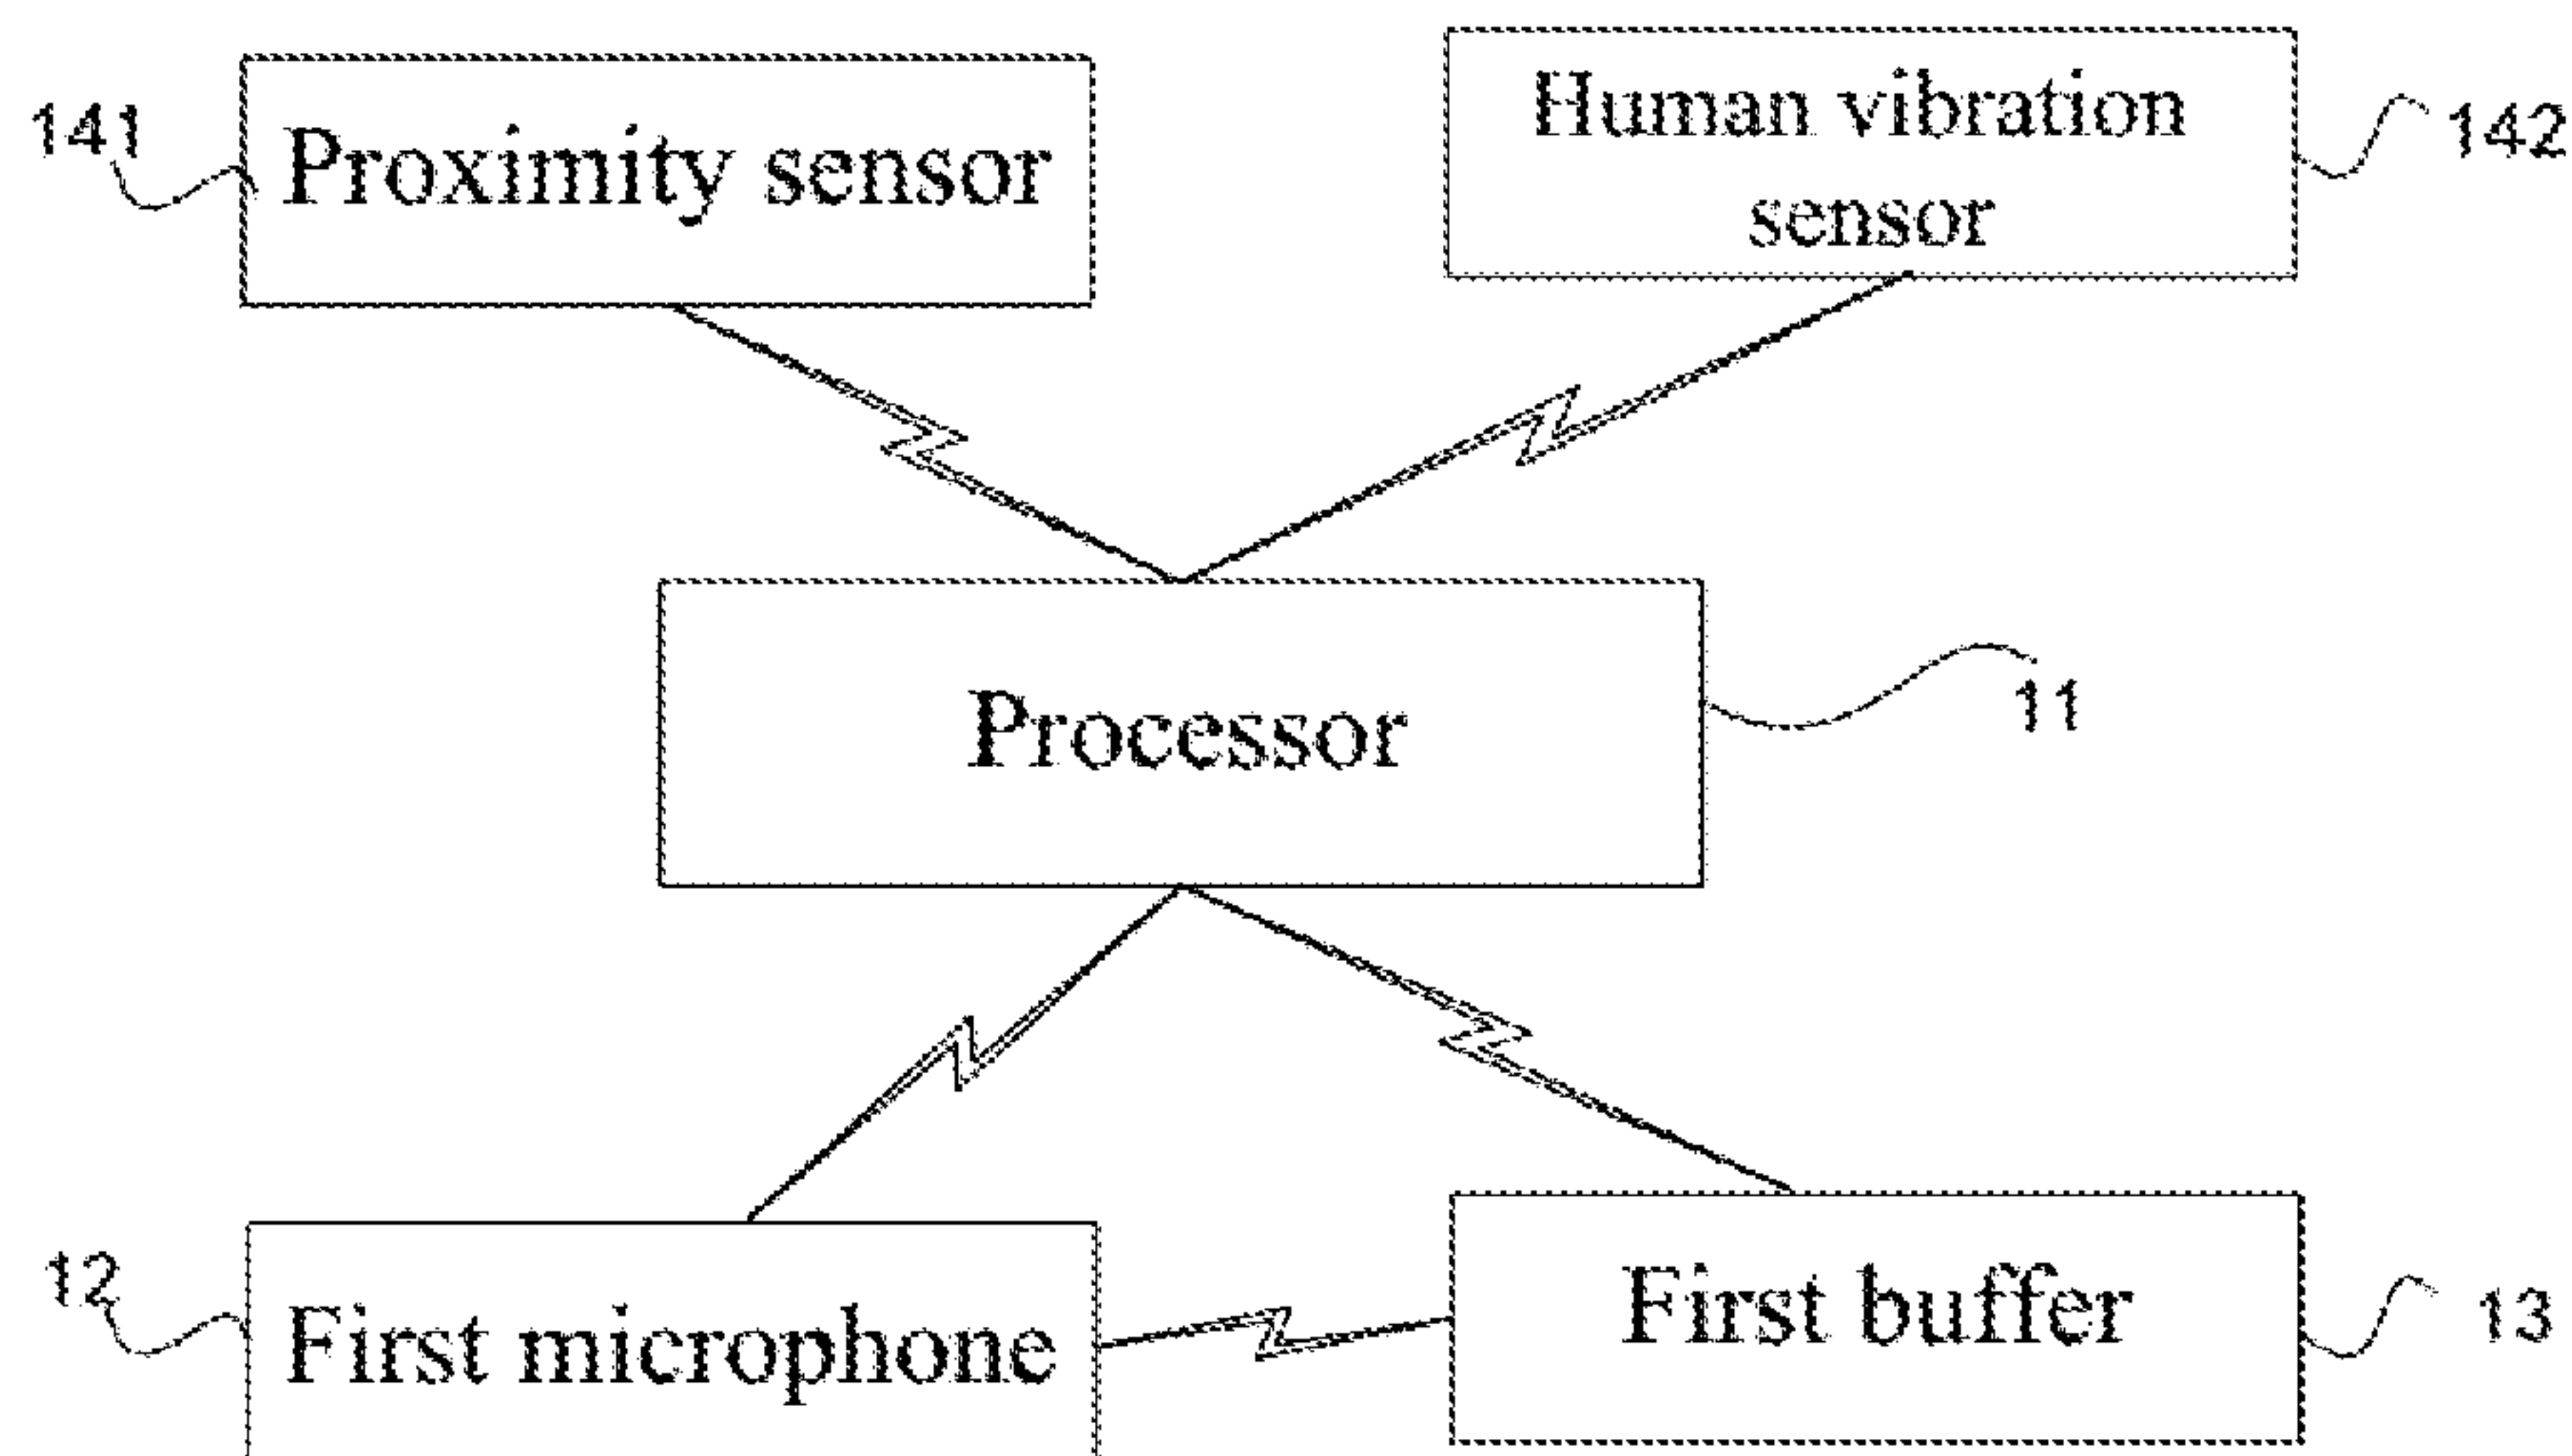 141
Proximity sensor
Human vibration
sensor
142
Processor
11
12
First microphone
First buffer
13